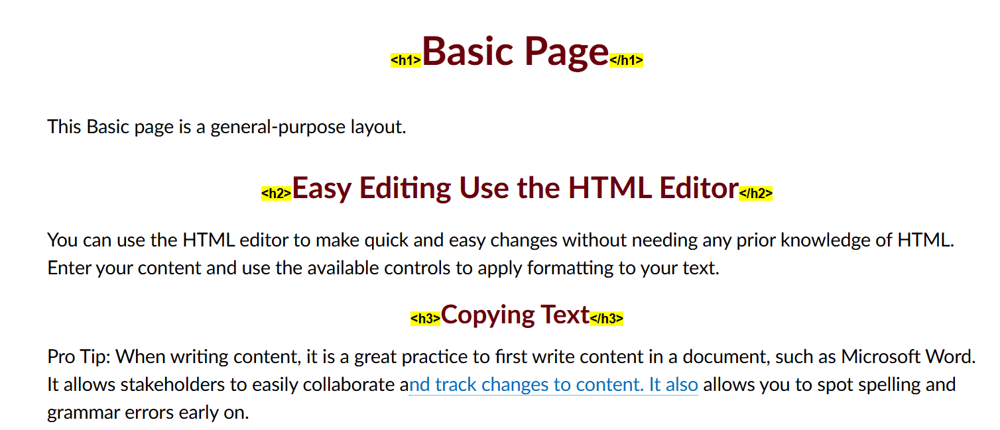 <h1>Basic Page</h1>
This Basic page is a general-purpose layout.
<h2>Easy Editing Use the HTML Editor</h2>
You can use the HTML editor to make quick and easy changes without needing any prior knowledge of HTML.
Enter your content and use the available controls to apply formatting to your text.
<h3>Copying Text</h3>
Pro Tip: When writing content, it is a great practice to first write content in a document, such as Microsoft Word.
It allows stakeholders to easily collaborate and track changes to content. It also allows you to spot spelling and
grammar errors early on.